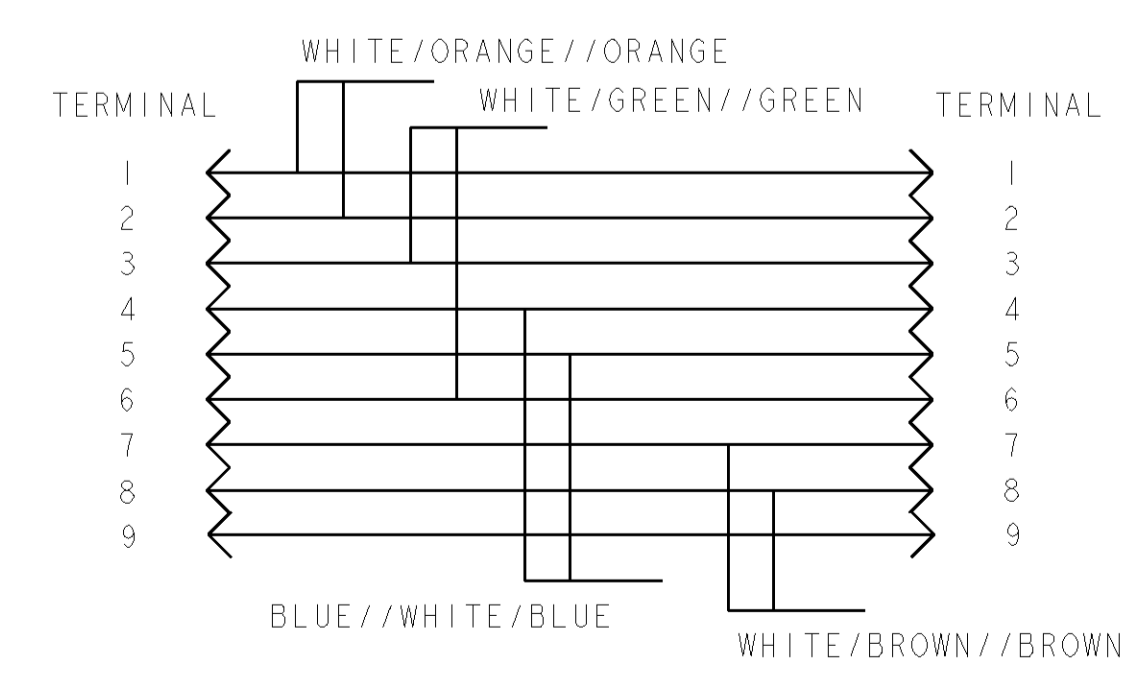 WHITE/ORANGE//ORANGE
WHITE/GREEN//GREEN
TERMINAL TERMINAL
1 1
2 2
3 3
4 4
5 5
6 6
7 7
8 8
9 9
BLUE//WHITE/BLUE
WHITE/BROWN//BROWN